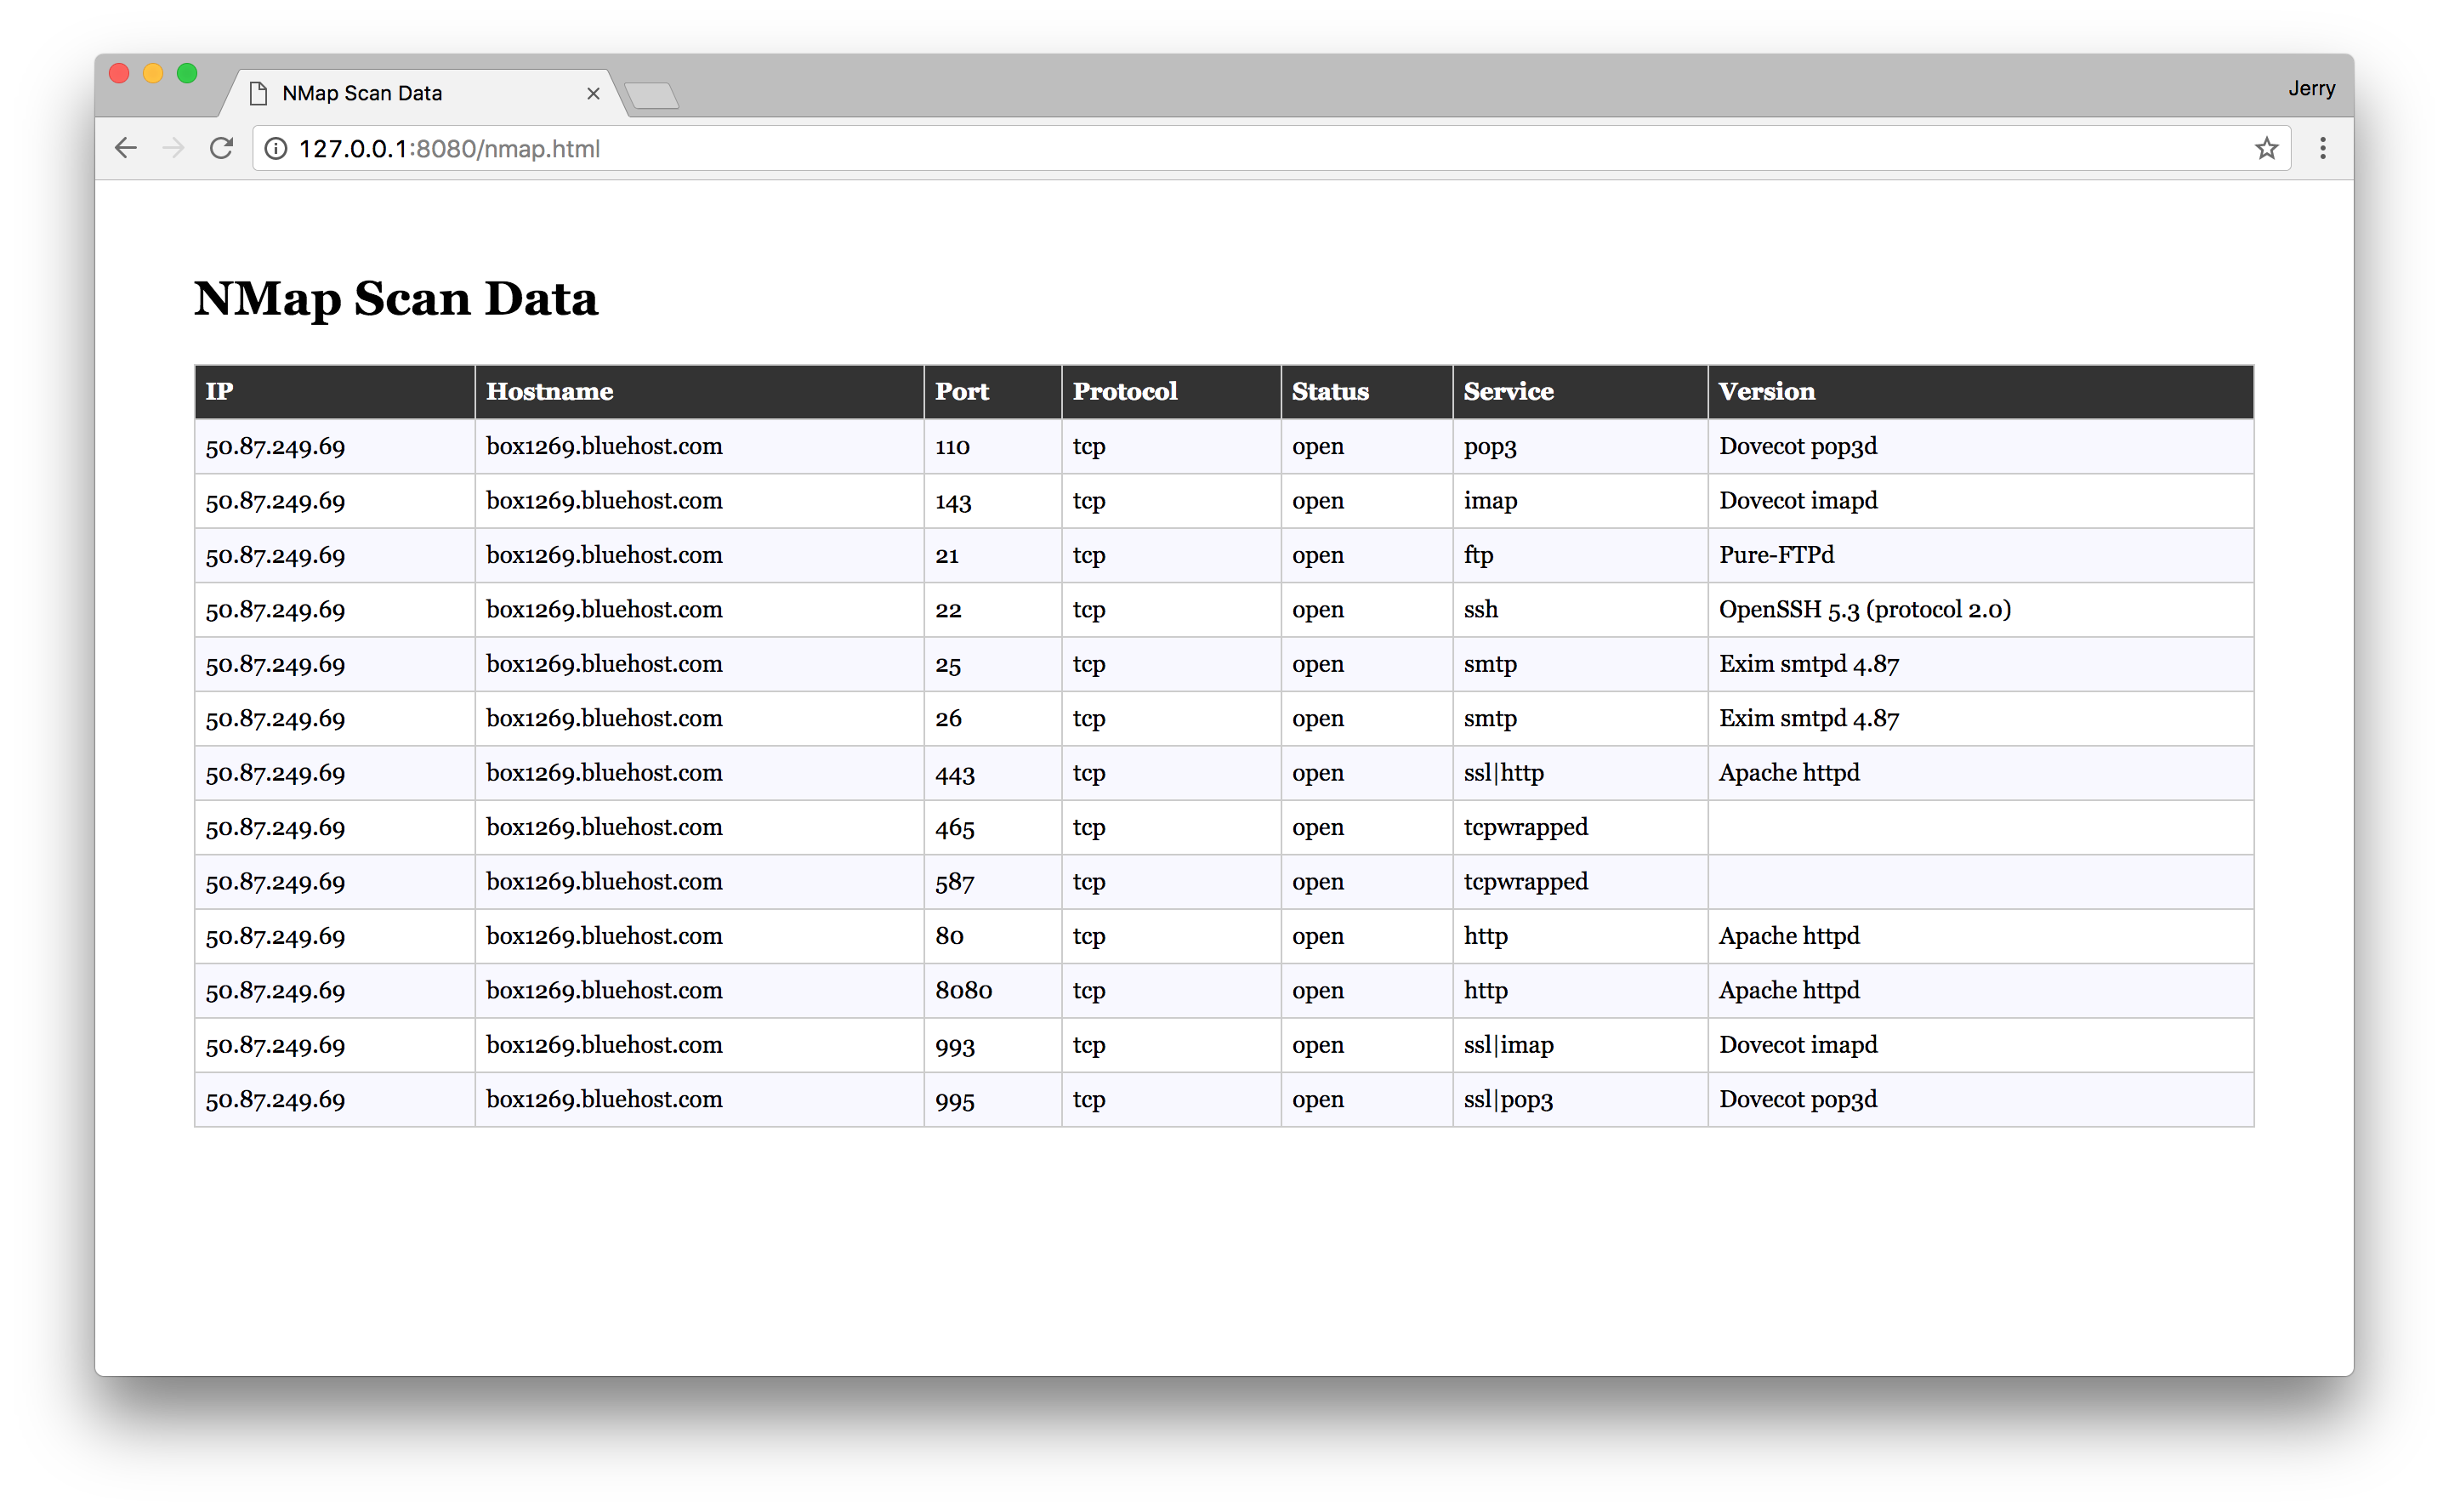 NMap Scan Data
Jerry
127.0.0.1:8080/nmap.html
NMap Scan Data
IP Hostname Port Protocol Status Service Version
50.87.249.69 box1269.bluehost.com 110 tcp open pop3 Dovecot pop3d
50.87.249.69 box1269.bluehost.com 143 tcp open imap Dovecot imapd
50.87.249.69 box1269.bluehost.com 21 tcp open ftp Pure-FTPd
50.87.249.69 box1269.bluehost.com 22 tcp open ssh OpenSSH 5.3 (protocol 2.0)
50.87.249.69 box1269.bluehost.com 25 tcp open smtp Exim smtpd 4.87
50.87.249.69 box1269.bluehost.com 26 tcp open smtp Exim smtpd 4.87
50.87.249.69 box1269.bluehost.com 443 tcp open ssl|http Apache httpd
50.87.249.69 box1269.bluehost.com 465 tcp open tcpwrapped
50.87.249.69 box1269.bluehost.com 587 tcp open tcpwrapped
50.87.249.69 box1269.bluehost.com 80 tcp open http Apache httpd
50.87.249.69 box1269.bluehost.com 8080 tcp open http Apache httpd
50.87.249.69 box1269.bluehost.com 993 tcp open ssl|imap Dovecot imapd
50.87.249.69 box1269.bluehost.com 995 tcp open ssl|pop3 Dovecot pop3d